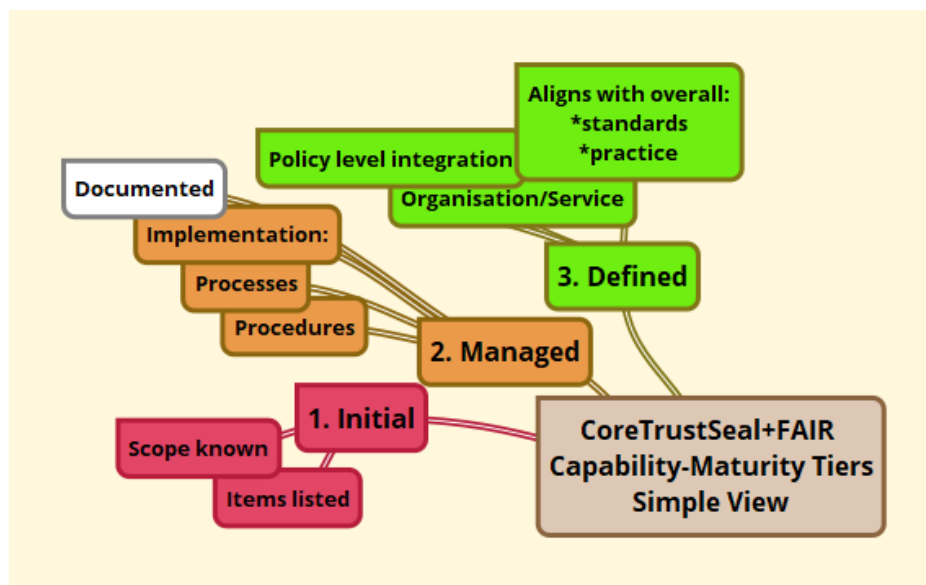 Aligns with overall:
*standards
*practice
Policy level integration
Organisation/Service
3. Defined
Documented
Implementation:
Processes
Procedures
2. Managed
1. Initial
Scope known
Items listed
CoreTrustSeal+FAIR
Capability-Maturity Tiers
Simple View